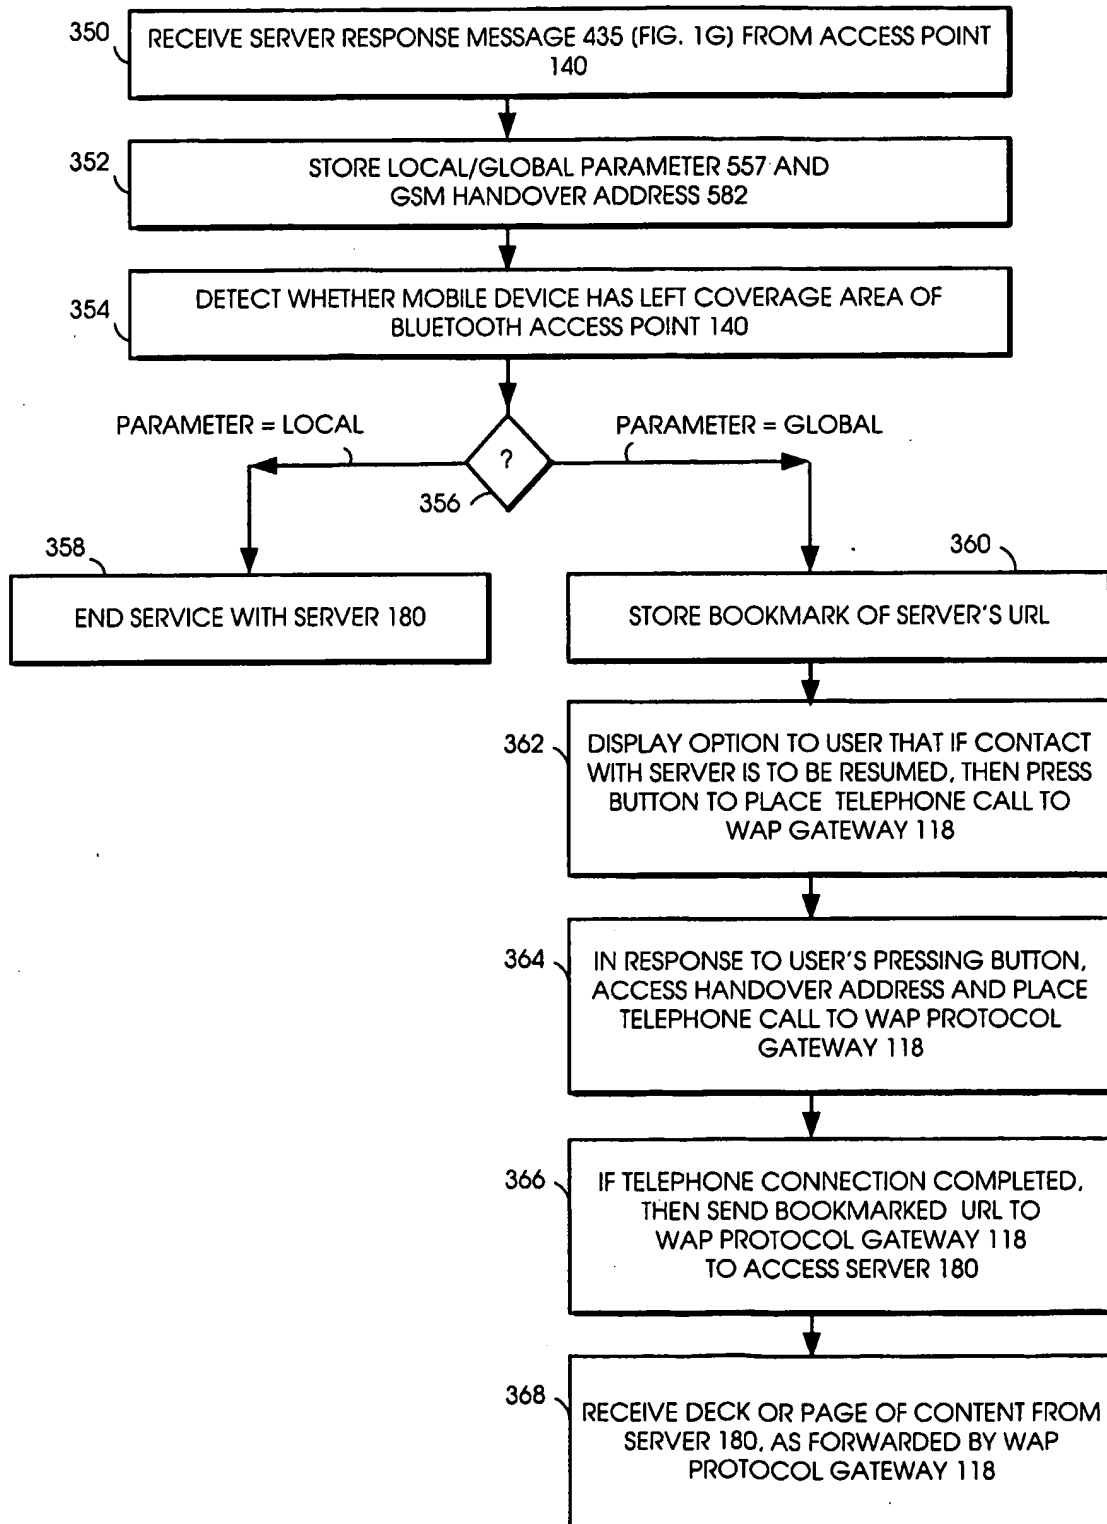 350
RECEIVE SERVER RESPONSE MESSAGE 435 (FIG. 1G) FROM ACCESS POINT
140
352
STORE LOCAL/GLOBAL PARAMETER 557 AND
GSM HANDOVER ADDRESS 582
354
DETECT WHETHER MOBILE DEVICE HAS LEFT COVERAGE AREA OF
BLUETOOTH ACCESS POINT 140
PARAMETER = LOCAL
PARAMETER = GLOBAL
?
356
358
END SERVICE WITH SERVER 180
360
STORE BOOKMARK OF SERVER'S URL
362
DISPLAY OPTION TO USER THAT IF CONTACT
WITH SERVER IS TO BE RESUMED, THEN PRESS
BUTTON TO PLACE TELEPHONE CALL TO
WAP GATEWAY 118
364
IN RESPONSE TO USER'S PRESSING BUTTON,
ACCESS HANDOVER ADDRESS AND PLACE
TELEPHONE CALL TO WAP PROTOCOL
GATEWAY 118
366
IF TELEPHONE CONNECTION COMPLETED,
THEN SEND BOOKMARKED URL TO
WAP PROTOCOL GATEWAY 118
TO ACCESS SERVER 180
368
RECEIVE DECK OR PAGE OF CONTENT FROM
SERVER 180, AS FORWARDED BY WAP
PROTOCOL GATEWAY 118